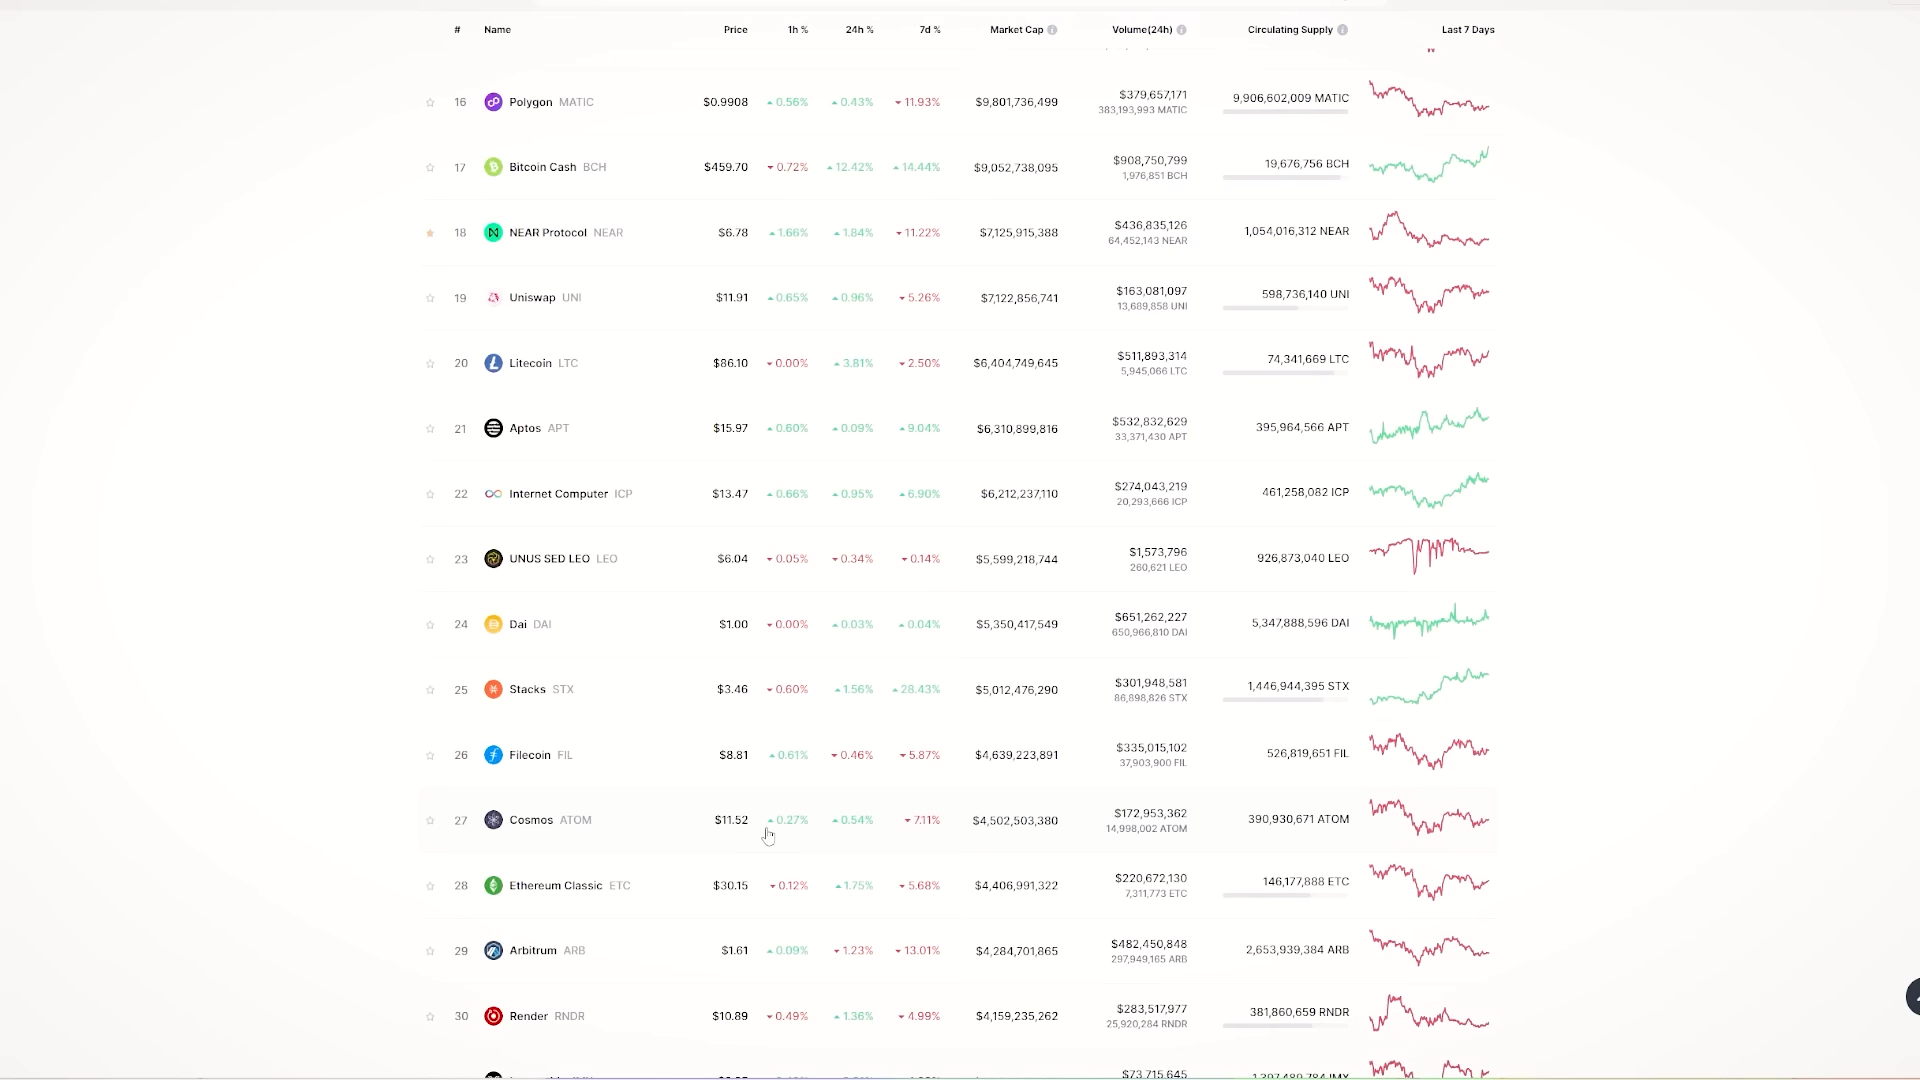 # Name Price 1h % 24h % 7d % Market Cap Volume(24h) Circulating Supply Last 7 Days
16 Polygon MATIC $0.9908 0.56% 0.43% 11.93% $9,801,736,499 $379,657,171 9,906,602,009 MATIC
383,193,993 MATIC
17 Bitcoin Cash BCH $459.70 0.72% 12.42% 14.44% $9,052,738,095 $908,750,799 19,676,756 BCH
1,976,851 BCH
18 NEAR Protocol NEAR $6.78 1.66% 1.84% 11.22% $7,125,915,388 $436,835,126 1,054,016,312 NEAR
64,452,143 NEAR
19 Uniswap UNI $11.91 0.65% 0.96% 5.26% $7,122,856,741 $163,081,097 598,736,140 UNI
13,689,858 UNI
20 Litecoin LTC $86.10 0.00% 3.81% 2.50% $6,404,749,645 $511,893,314 74,341,669 LTC
5,945,066 LTC
21 Aptos APT $15.97 0.60% 0.09% 9.04% $6,310,899,816 $532,832,629 395,964,566 APT
33,371,430 APT
22 Internet Computer ICP $13.47 0.66% 0.95% 6.90% $6,212,237,110 $274,043,219 461,258,082 ICP
20,293,666 ICP
23 UNUS SED LEO LEO $6.04 0.05% 0.34% 0.14% $5,599,218,744 $1,573,796 926,873,040 LEO
260,621 LEO
24 Dai DAI $1.00 0.00% 0.03% 0.04% $5,350,417,549 $651,262,227 5,347,888,596 DAI
650,966,810 DAI
25 Stacks STX $3.46 0.60% 1.56% 28.43% $5,012,476,290 $301,948,581 1,446,944,395 STX
86,898,826 STX
26 Filecoin FIL $8.81 0.61% 0.46% 5.87% $4,639,223,891 $335,015,102 526,819,651 FIL
37,903,900 FIL
27 Cosmos ATOM $11.52 0.27% 0.54% 7.11% $4,502,503,380 $172,953,362 390,930,671 ATOM
14,998,002 ATOM
28 Ethereum Classic ETC $30.15 0.12% 1.75% 5.68% $4,406,991,322 $220,672,130 146,177,888 ETC
7,311,773 ETC
29 Arbitrum ARB $1.61 0.09% 1.23% 13.01% $4,284,701,865 $482,450,848 2,653,939,384 ARB
297,949,165 ARB
30 Render RNDR $10.89 0.49% 1.36% 4.99% $4,159,235,262 $283,517,977 381,860,659 RNDR
25,920,284 RNDR
$73,715,645